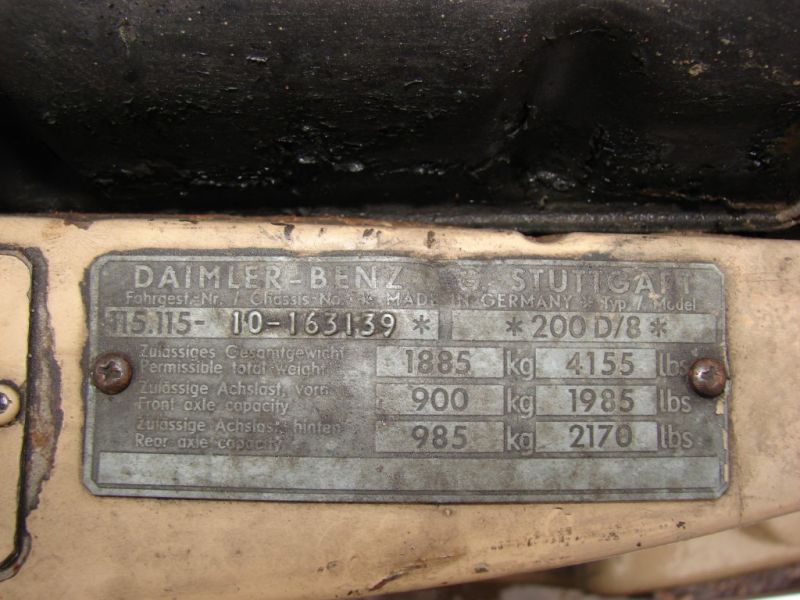 DAIMLER-BENZ G. STUTTGART
Fahrgest.-Nr. / Chassis No. * MADE IN GERMANY * Typ / Model
115.115- 10-163139 * * 200 D/8 *
Zulässiges Gesamtgewicht
Permissible total weight 1885 kg 4155 lbs
Zulässige Achslast, vorn
Front axle capacity 900 kg 1985 lbs
Zulässige Achslast, hinten
Rear axle capacity 985 kg 2170 lbs